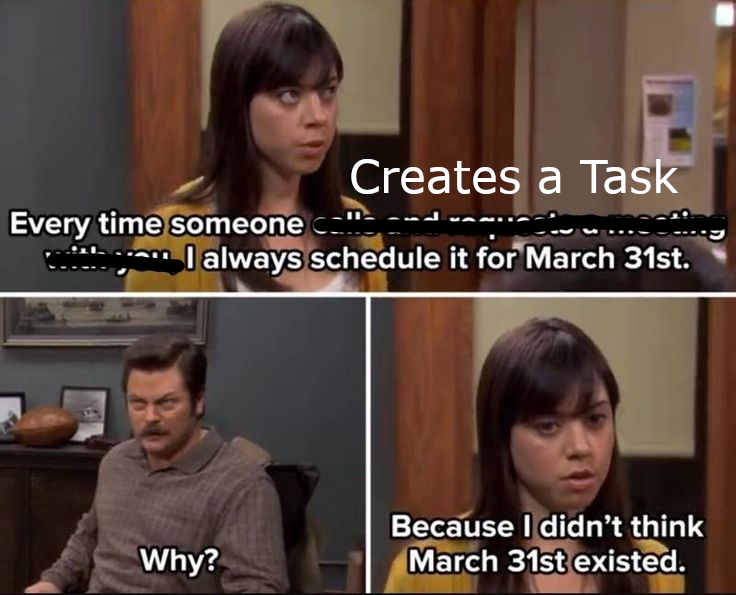 Creates a Task
Every time someone
I always schedule it for March 31st.
Why?
Because I didn't think
March 31st existed.